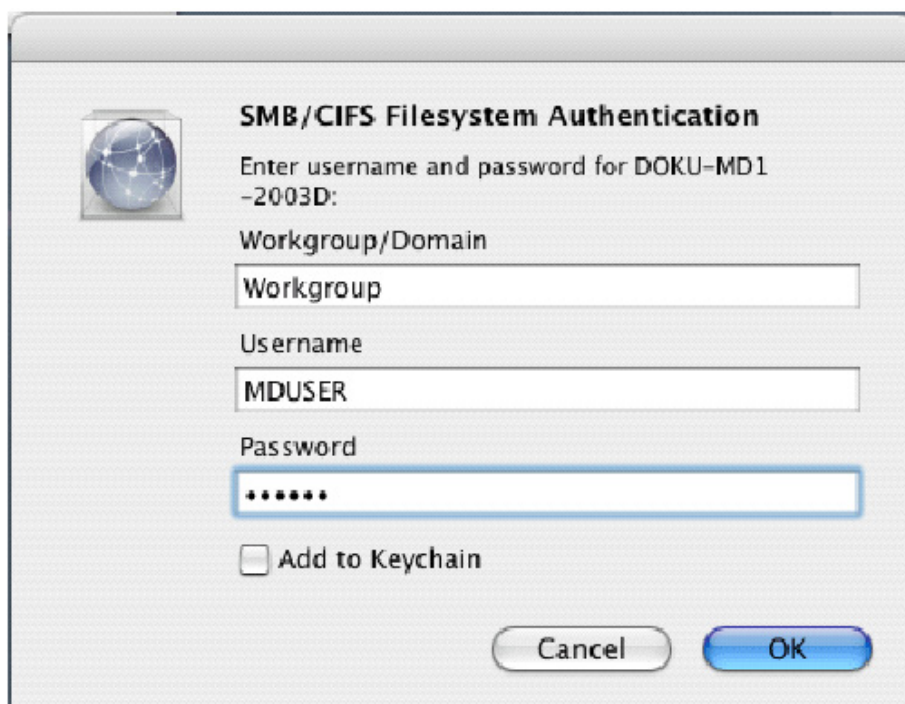 SMB/CIFS Filesystem Authentication
Enter username and password for DOKU-MD1
-2003D:
Workgroup/Domain
Workgroup
Username
MDUSER
Password
••••••
Add to Keychain
Cancel
OK